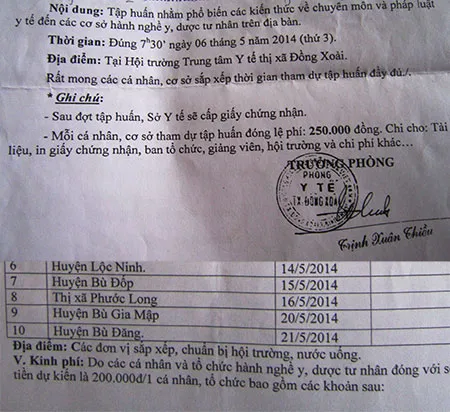 Nội dung: Tập huấn nhằm phổ biến các kiến thức về chuyên môn và pháp luật
y tế đến các cơ sở hành nghề y, dược tư nhân trên địa bàn.
Thời gian: Đúng 7h30' ngày 06 tháng 5 năm 2014 (thứ 3).
Địa điểm: Tại Hội trường Trung tâm Y tế thị xã Đồng Xoài.
Rất mong các cá nhân, cơ sở sắp xếp thời gian tham dự tập huấn đầy đủ./.
* Ghi chú:
- Sau đợt tập huấn, Sở Y tế sẽ cấp giấy chứng nhận.
- Mỗi cá nhân, cơ sở tham dự tập huấn đóng lệ phí: 250.000 đồng. Chi cho: Tài
liệu, in giấy chứng nhận, ban tổ chức, giảng viên, hội trường và chi phí khác…
TRƯỞNG PHÒNG
PHÒNG
Y TẾ
TX. ĐỒNG XOÀI
Trịnh Xuân Thiều
6 Huyện Lộc Ninh. 14/5/2014
7 Huyện Bù Đốp 15/5/2014
8 Thị xã Phước Long 16/5/2014
9 Huyện Bù Gia Mập 20/5/2014
10 Huyện Bù Đăng. 21/5/2014
Địa điểm: Các đơn vị sắp xếp, chuẩn bị hội trường, nước uống.
V. Kinh phí: Do các cá nhân và tổ chức hành nghề y, dược tư nhân đóng với số
tiền dự kiến là 200.000đ/1 cá nhân, tổ chức bao gồm các khoản sau: